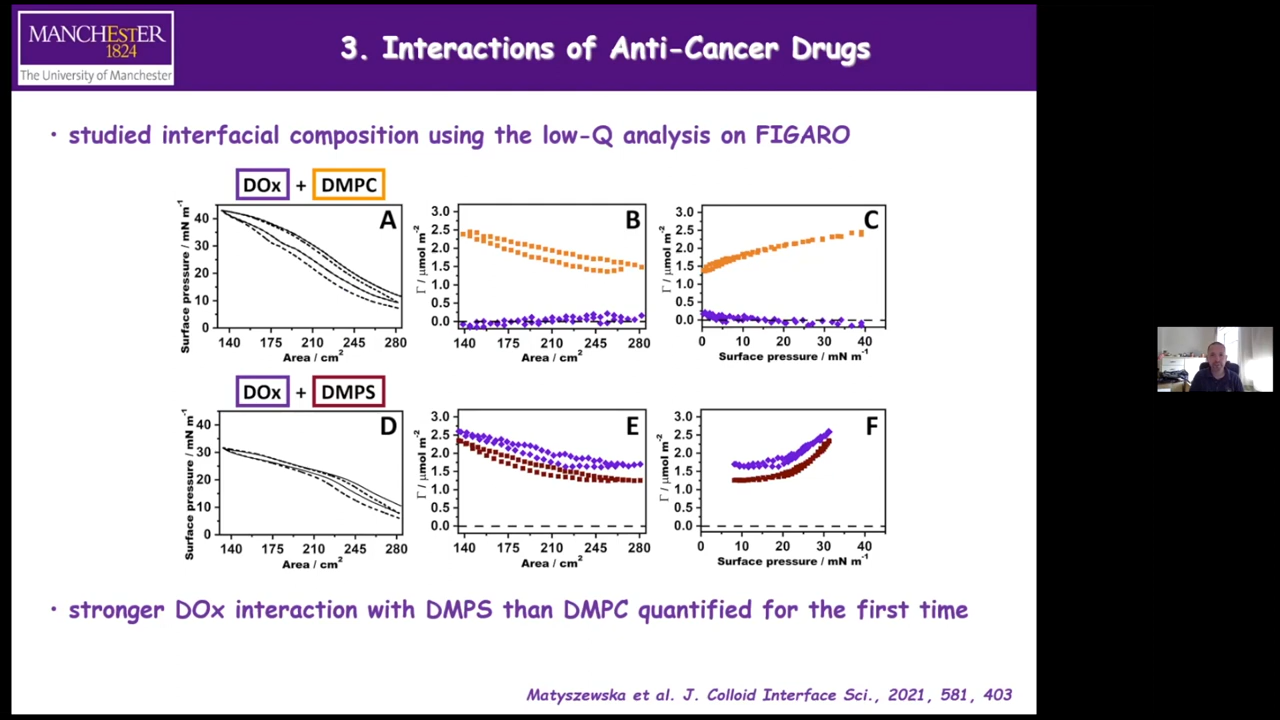 MANCHESTER
1824
The University of Manchester
3. Interactions of Anti-Cancer Drugs
• studied interfacial composition using the low-Q analysis on FIGARO
DOx + DMPC
A
Surface pressure / mN m-1
40
30
20
10
0
140 175 210 245 280
Area / cm2
B
Γ / μmol m-2
3.0
2.5
2.0
1.5
1.0
0.5
0.0
140 175 210 245 280
Area / cm2
C
Γ / μmol m-2
3.0
2.5
2.0
1.5
1.0
0.5
0.0
0 10 20 30 40
Surface pressure / mN m-1
DOx + DMPS
D
Surface pressure / mN m-1
40
30
20
10
0
140 175 210 245 280
Area / cm2
E
Γ / μmol m-2
3.0
2.5
2.0
1.5
1.0
0.5
0.0
140 175 210 245 280
Area / cm2
F
Γ / μmol m-2
3.0
2.5
2.0
1.5
1.0
0.5
0.0
0 10 20 30 40
Surface pressure / mN m-1
• stronger DOx interaction with DMPS than DMPC quantified for the first time
Matyszewska et al. J. Colloid Interface Sci., 2021, 581, 403